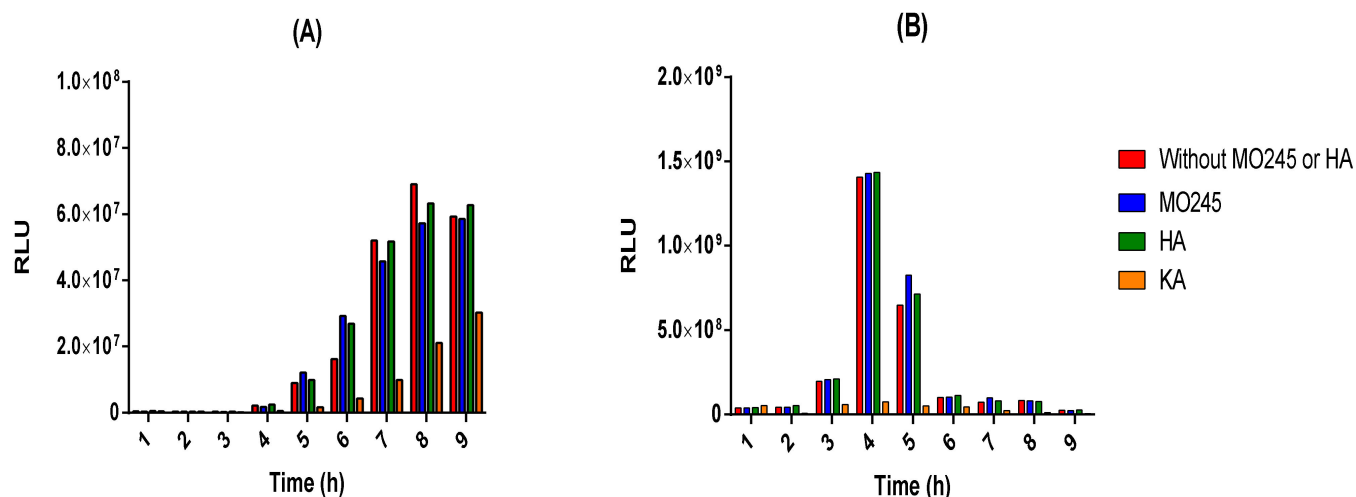 (A)
1.0×10⁸
8.0×10⁷
6.0×10⁷
4.0×10⁷
2.0×10⁷
0
RLU
1 2 3 4 5 6 7 8 9
Time (h)
(B)
2.0×10⁹
1.5×10⁹
1.0×10⁹
5.0×10⁸
0
RLU
1 2 3 4 5 6 7 8 9
Time (h)
Without MO245 or HA
MO245
HA
KA